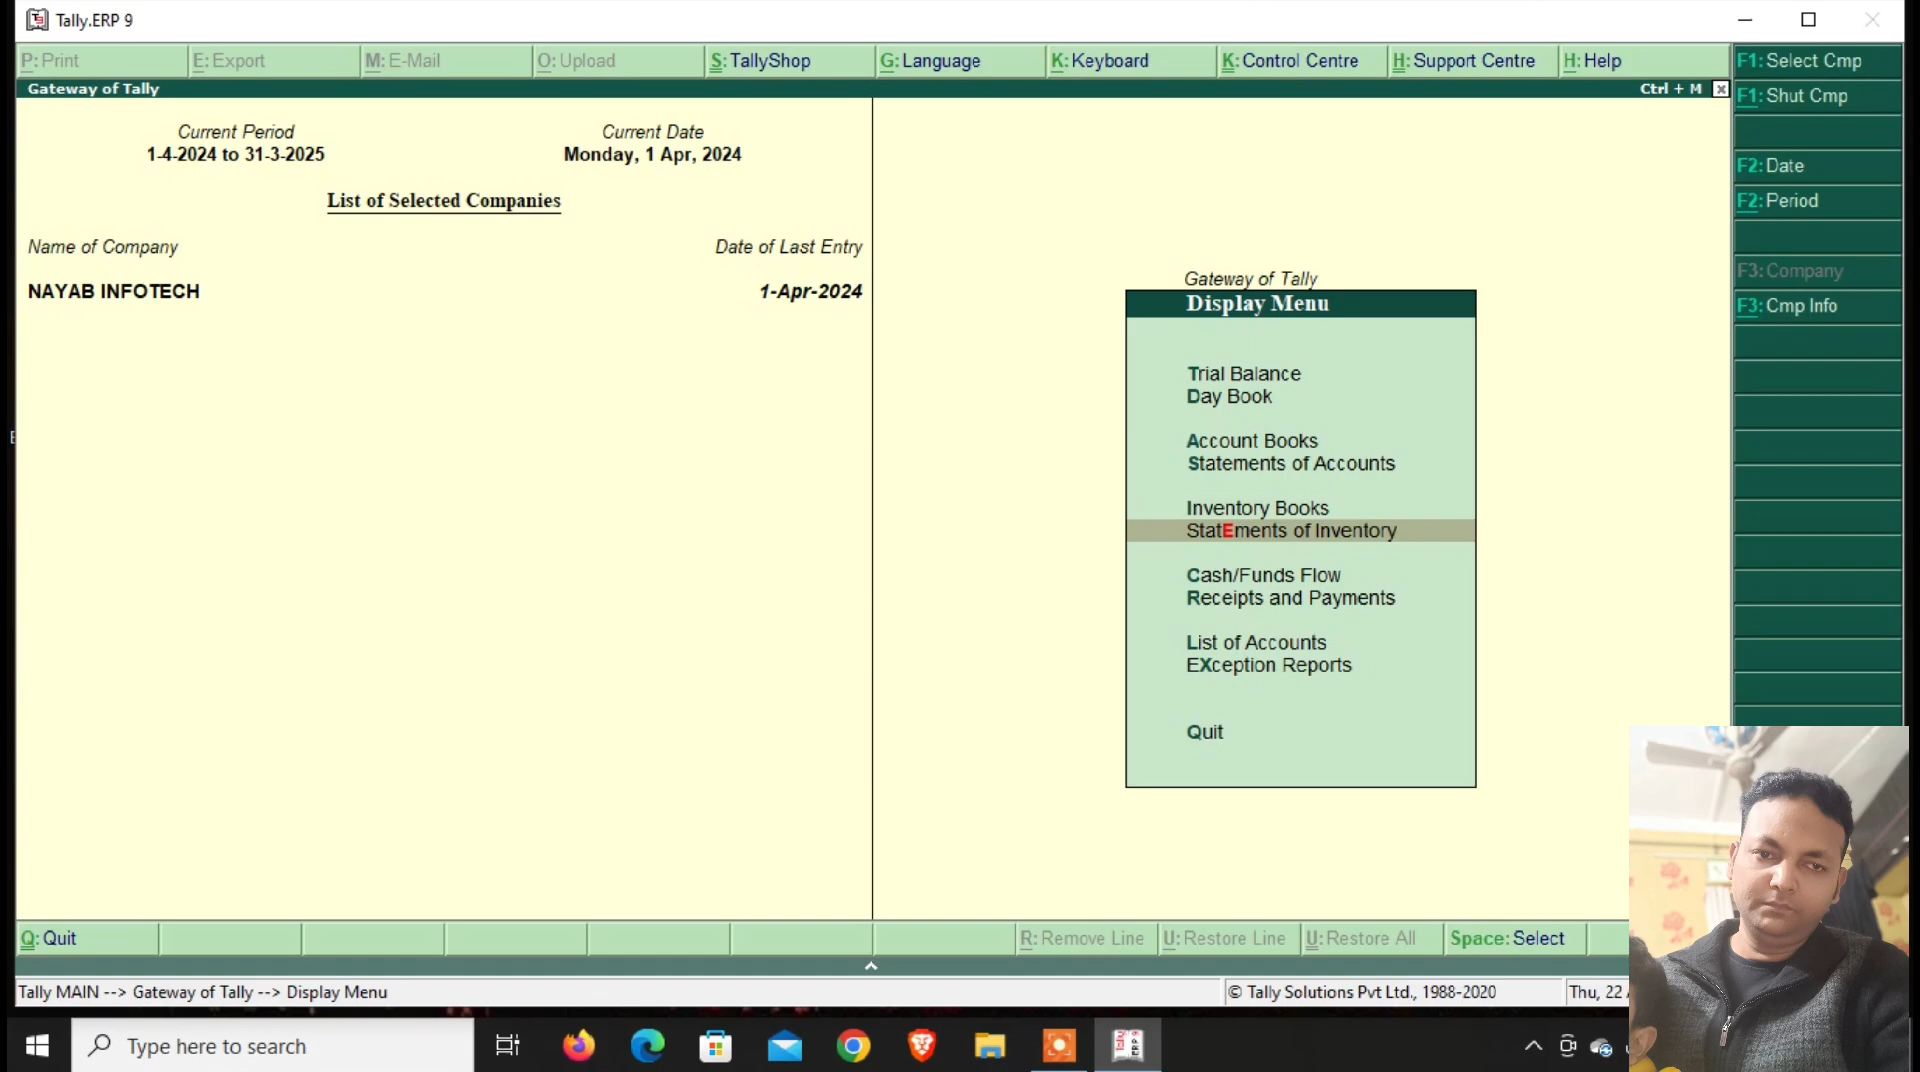 Tally.ERP 9
P: Print
E: Export
M: E-Mail
O: Upload
S: TallyShop
G: Language
K: Keyboard
K: Control Centre
H: Support Centre
H: Help
F1: Select Cmp
Gateway of Tally
Ctrl + M
F1: Shut Cmp
Current Period
Current Date
1-4-2024 to 31-3-2025
Monday, 1 Apr, 2024
F2: Date
List of Selected Companies
F2: Period
Name of Company
Date of Last Entry
F3: Company
NAYAB INFOTECH
1-Apr-2024
F3: Cmp Info
Gateway of Tally
Display Menu
Trial Balance
Day Book
Account Books
Statements of Accounts
Inventory Books
StatEments of Inventory
Cash/Funds Flow
Receipts and Payments
List of Accounts
EXception Reports
Quit
Q: Quit
R: Remove Line
U: Restore Line
U: Restore All
Space: Select
Tally MAIN --> Gateway of Tally --> Display Menu
© Tally Solutions Pvt Ltd., 1988-2020
Thu, 22
Type here to search